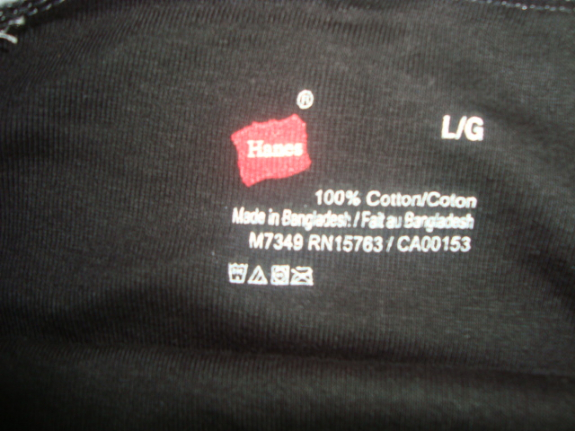 ®
L/G
Hanes
100% Cotton/Coton
Made in Bangladesh / Fait au Bangladesh
M7349 RN15763 / CA00153